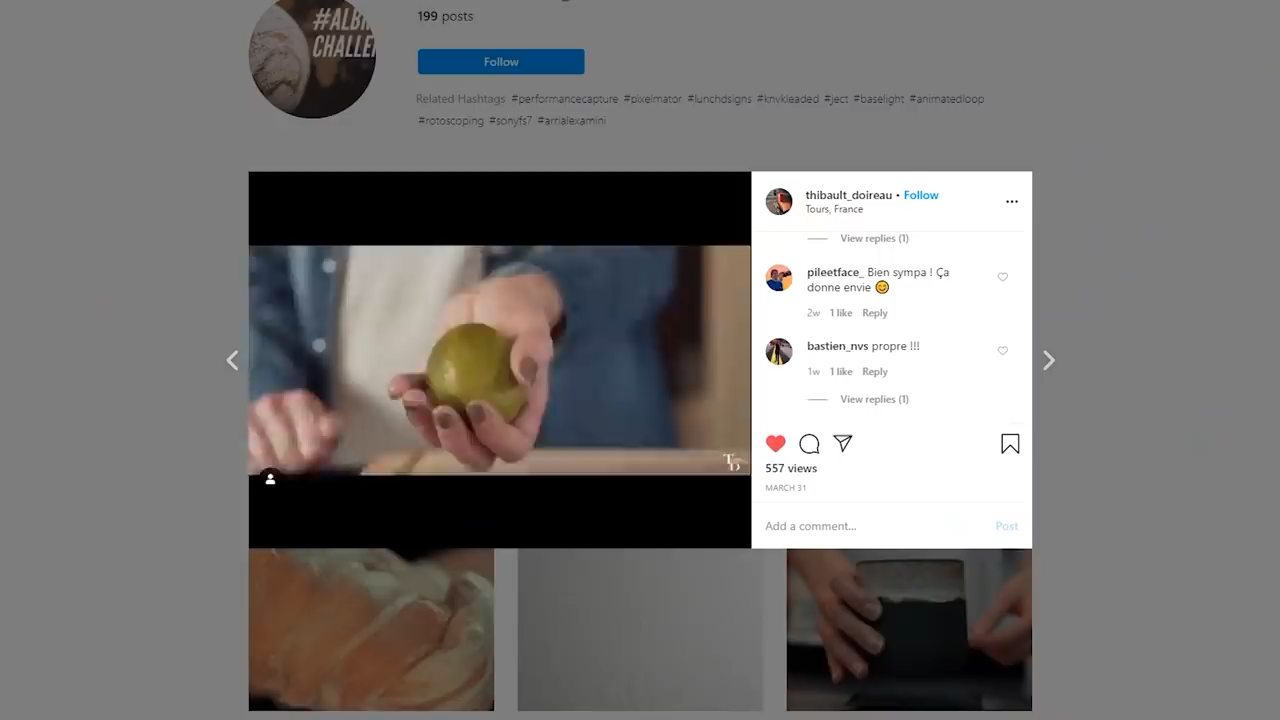 #ALBI
CHALLE
199 posts
Follow
Related Hashtags #performancecapture #pixelmator #lunchdsigns #knvkleaded #ject #baselight #animatedloop
#rotoscoping #sonyfs7 #arrialexamini
thibault_doireau • Follow
Tours, France
View replies (1)
pileetface_ Bien sympa ! Ça
donne envie 😊
2w 1 like Reply
bastien_nvs propre !!!
1w 1 like Reply
View replies (1)
557 views
MARCH 31
Add a comment... Post
TD